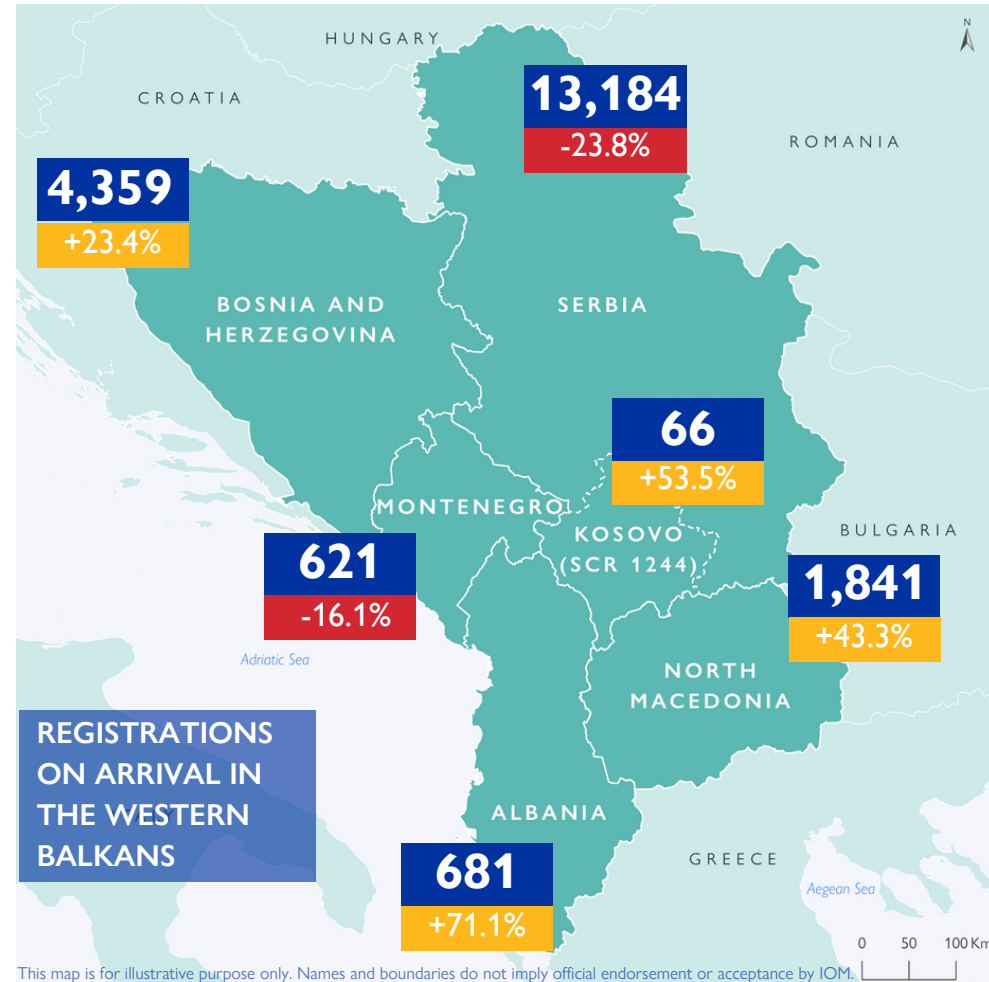 N
HUNGARY
CROATIA
13,184
-23.8%
ROMANIA
4,359
+23.4%
BOSNIA AND
HERZEGOVINA
SERBIA
66
+53.5%
MONTENEGRO
KOSOVO
(SCR 1244)
BULGARIA
621
-16.1%
1,841
+43.3%
Adriatic Sea
NORTH
MACEDONIA
REGISTRATIONS
ON ARRIVAL IN
THE WESTERN
BALKANS
ALBANIA
681
+71.1%
GREECE
Aegean Sea
0 50 100 Km
This map is for illustrative purpose only. Names and boundaries do not imply official endorsement or acceptance by IOM.